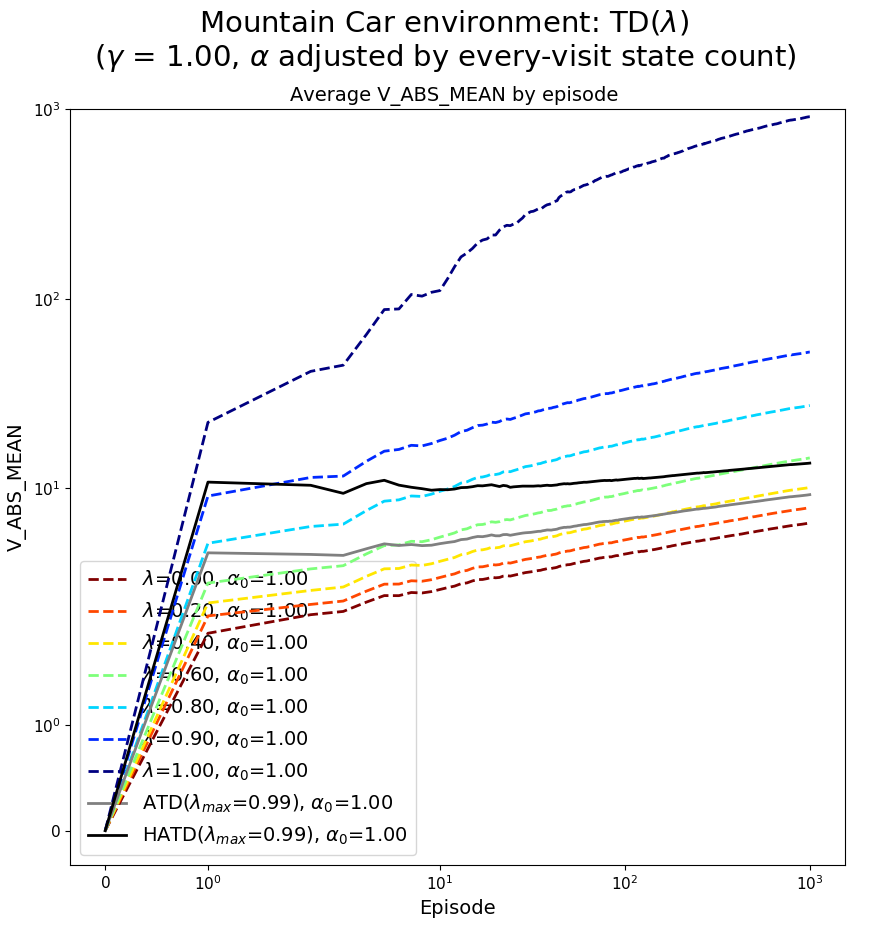 Mountain Car environment: TD(λ)
(γ = 1.00, α adjusted by every-visit state count)
Average V_ABS_MEAN by episode
10³
10²
10¹
10⁰
0
V_ABS_MEAN
λ=0.00, α₀=1.00
λ=0.20, α₀=1.00
λ=0.40, α₀=1.00
λ=0.60, α₀=1.00
λ=0.80, α₀=1.00
λ=0.90, α₀=1.00
λ=1.00, α₀=1.00
ATD(λₘₐₓ=0.99), α₀=1.00
HATD(λₘₐₓ=0.99), α₀=1.00
0 10⁰ 10¹ 10² 10³
Episode